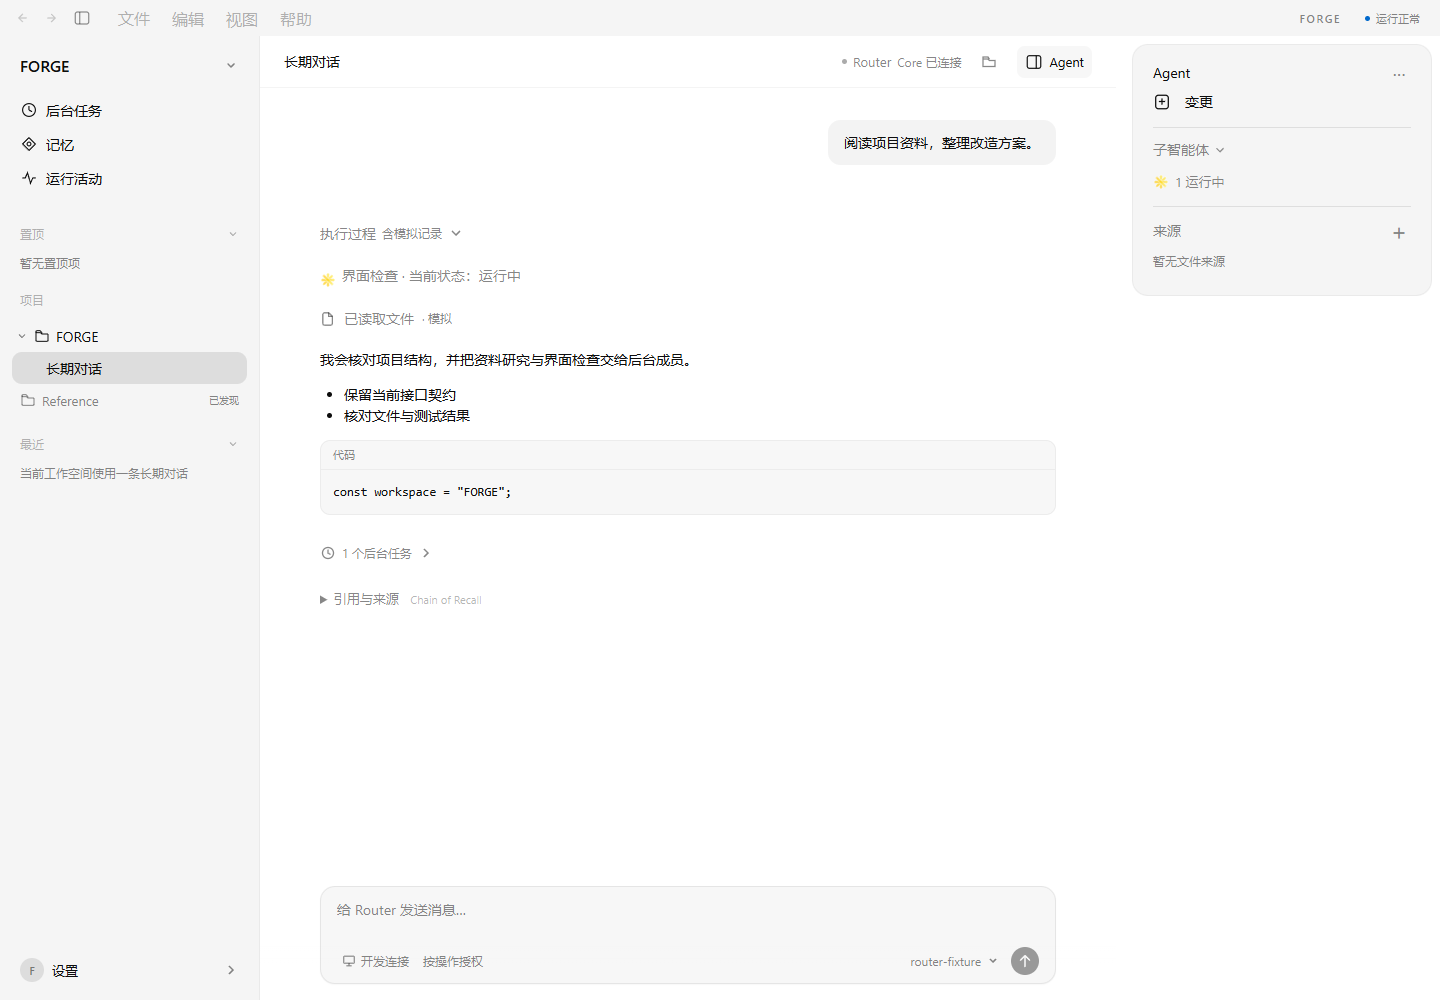 文件 编辑 视图 帮助
FORGE 运行正常
FORGE
后台任务
记忆
运行活动
置顶
暂无置顶项
项目
FORGE
长期对话
Reference 已发现
最近
当前工作空间使用一条长期对话
F 设置
长期对话
Router Core 已连接 Agent
阅读项目资料，整理改造方案。
执行过程 含模拟记录
界面检查 · 当前状态：运行中
已读取文件 · 模拟
我会核对项目结构，并把资料研究与界面检查交给后台成员。
• 保留当前接口契约
• 核对文件与测试结果
代码
const workspace = "FORGE";
1 个后台任务
引用与来源 Chain of Recall
给 Router 发送消息...
开发连接 按操作授权 router-fixture
Agent
变更
子智能体
1 运行中
来源
暂无文件来源